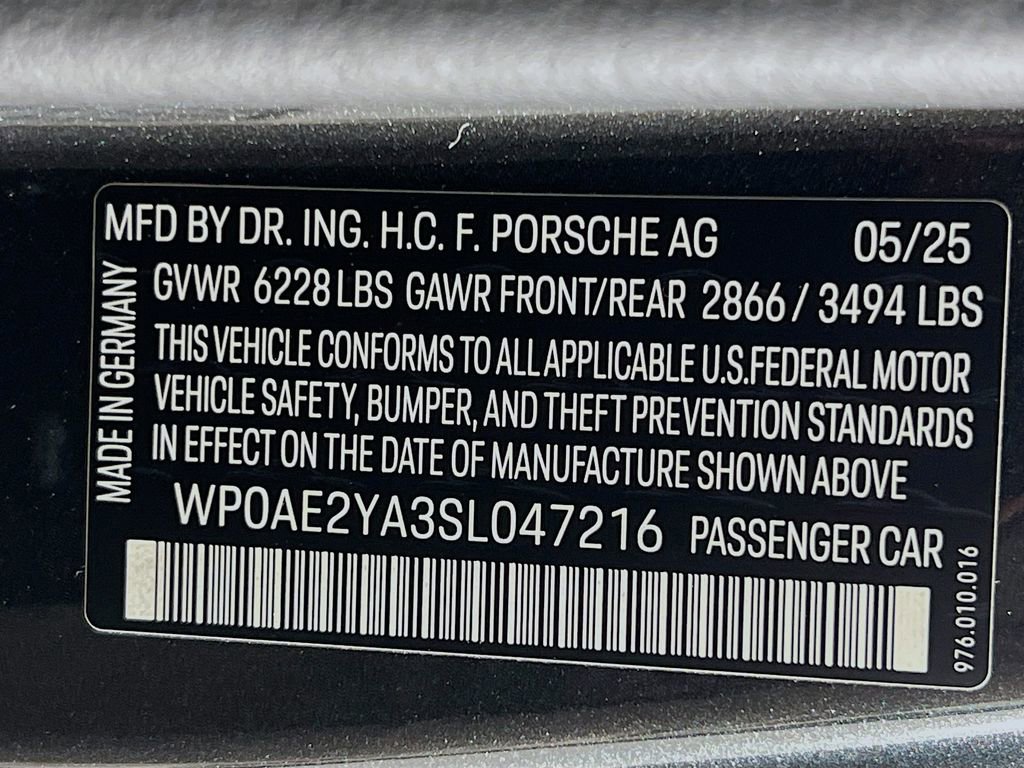 MFD BY DR. ING. H.C. F. PORSCHE AG 05/25
GVWR 6228 LBS GAWR FRONT/REAR 2866 / 3494 LBS
THIS VEHICLE CONFORMS TO ALL APPLICABLE U.S.FEDERAL MOTOR
VEHICLE SAFETY, BUMPER, AND THEFT PREVENTION STANDARDS
IN EFFECT ON THE DATE OF MANUFACTURE SHOWN ABOVE
WP0AE2YA3SL047216 PASSENGER CAR
MADE IN GERMANY
976.010.016